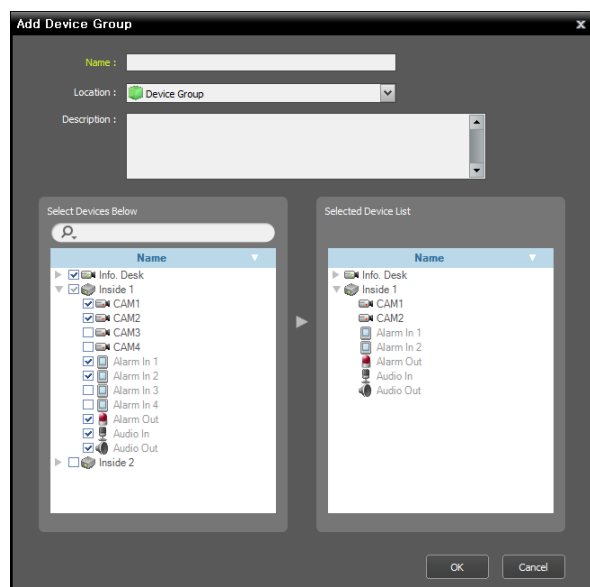 Add Device Group
x
Name :
Location : Device Group
Description :
Select Devices Below
Name
Info. Desk
Inside 1
CAM1
CAM2
CAM3
CAM4
Alarm In 1
Alarm In 2
Alarm In 3
Alarm In 4
Alarm Out
Audio In
Audio Out
Inside 2
Selected Device List
Name
Info. Desk
Inside 1
CAM1
CAM2
Alarm In 1
Alarm In 2
Alarm Out
Audio In
Audio Out
OK
Cancel